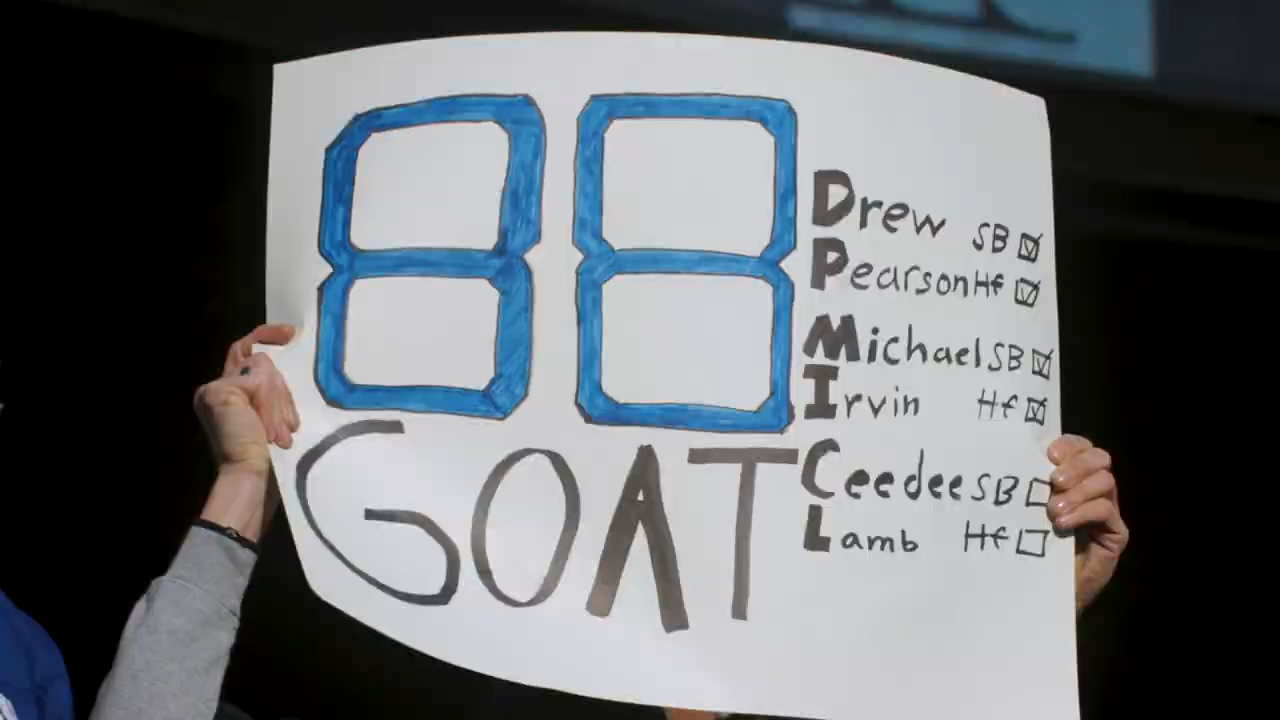 88
GOAT
Drew SB ☑
Pearson Hf ☑
Michael SB ☑
Irvin Hf ☑
Ceedee SB ☐
Lamb Hf ☐